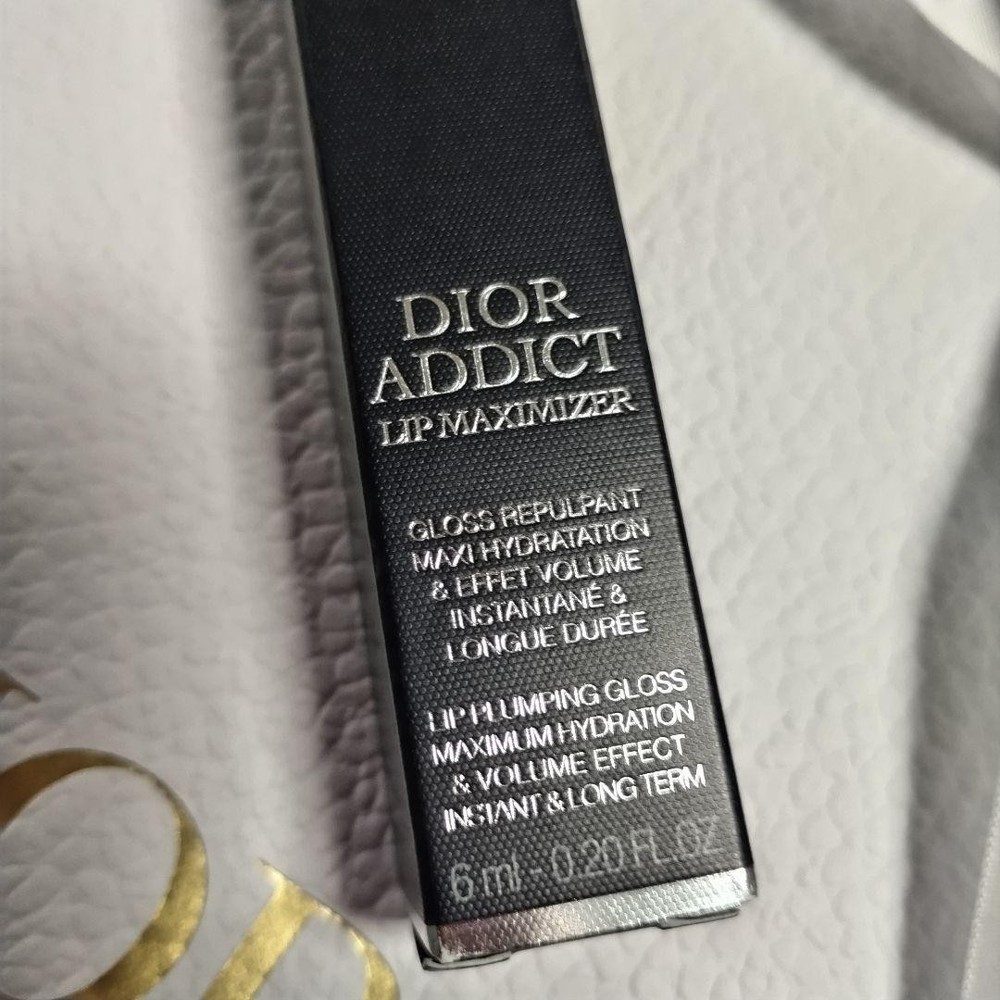 DIOR
ADDICT
LIP MAXIMIZER
GLOSS REPULPANT
MAXI HYDRATATION
& EFFET VOLUME
INSTANTANÉ &
LONGUE DURÉE
LIP PLUMPING GLOSS
MAXIMUM HYDRATION
& VOLUME EFFECT
INSTANT & LONG TERM
6 ml - 0.20 FL.OZ